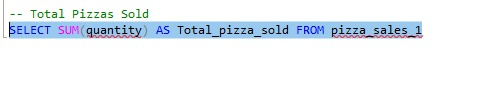 -- Total Pizzas Sold
SELECT SUM(quantity) AS Total_pizza_sold FROM pizza_sales_1